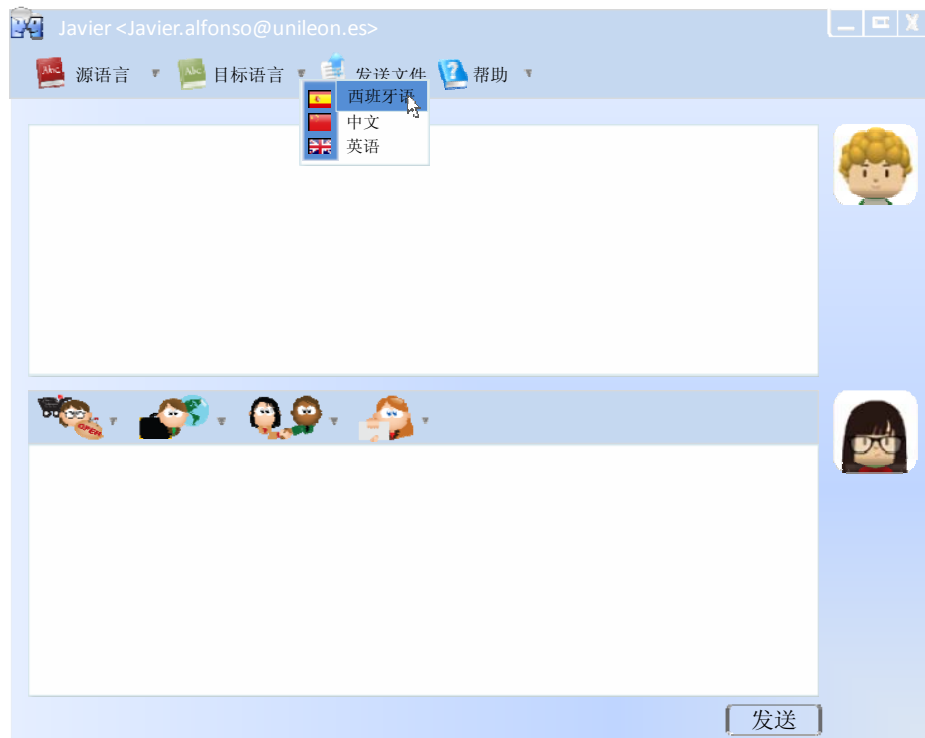 Javier <Javier.alfonso@unileon.es>
源语言 目标语言 发送文件 帮助
西班牙语
中文
英语
OPEN
发送